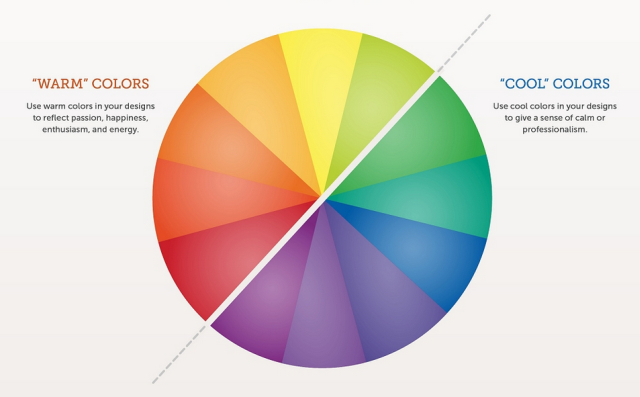 “WARM” COLORS
Use warm colors in your designs
to reflect passion, happiness,
enthusiasm, and energy.
“COOL” COLORS
Use cool colors in your designs
to give a sense of calm or
professionalism.